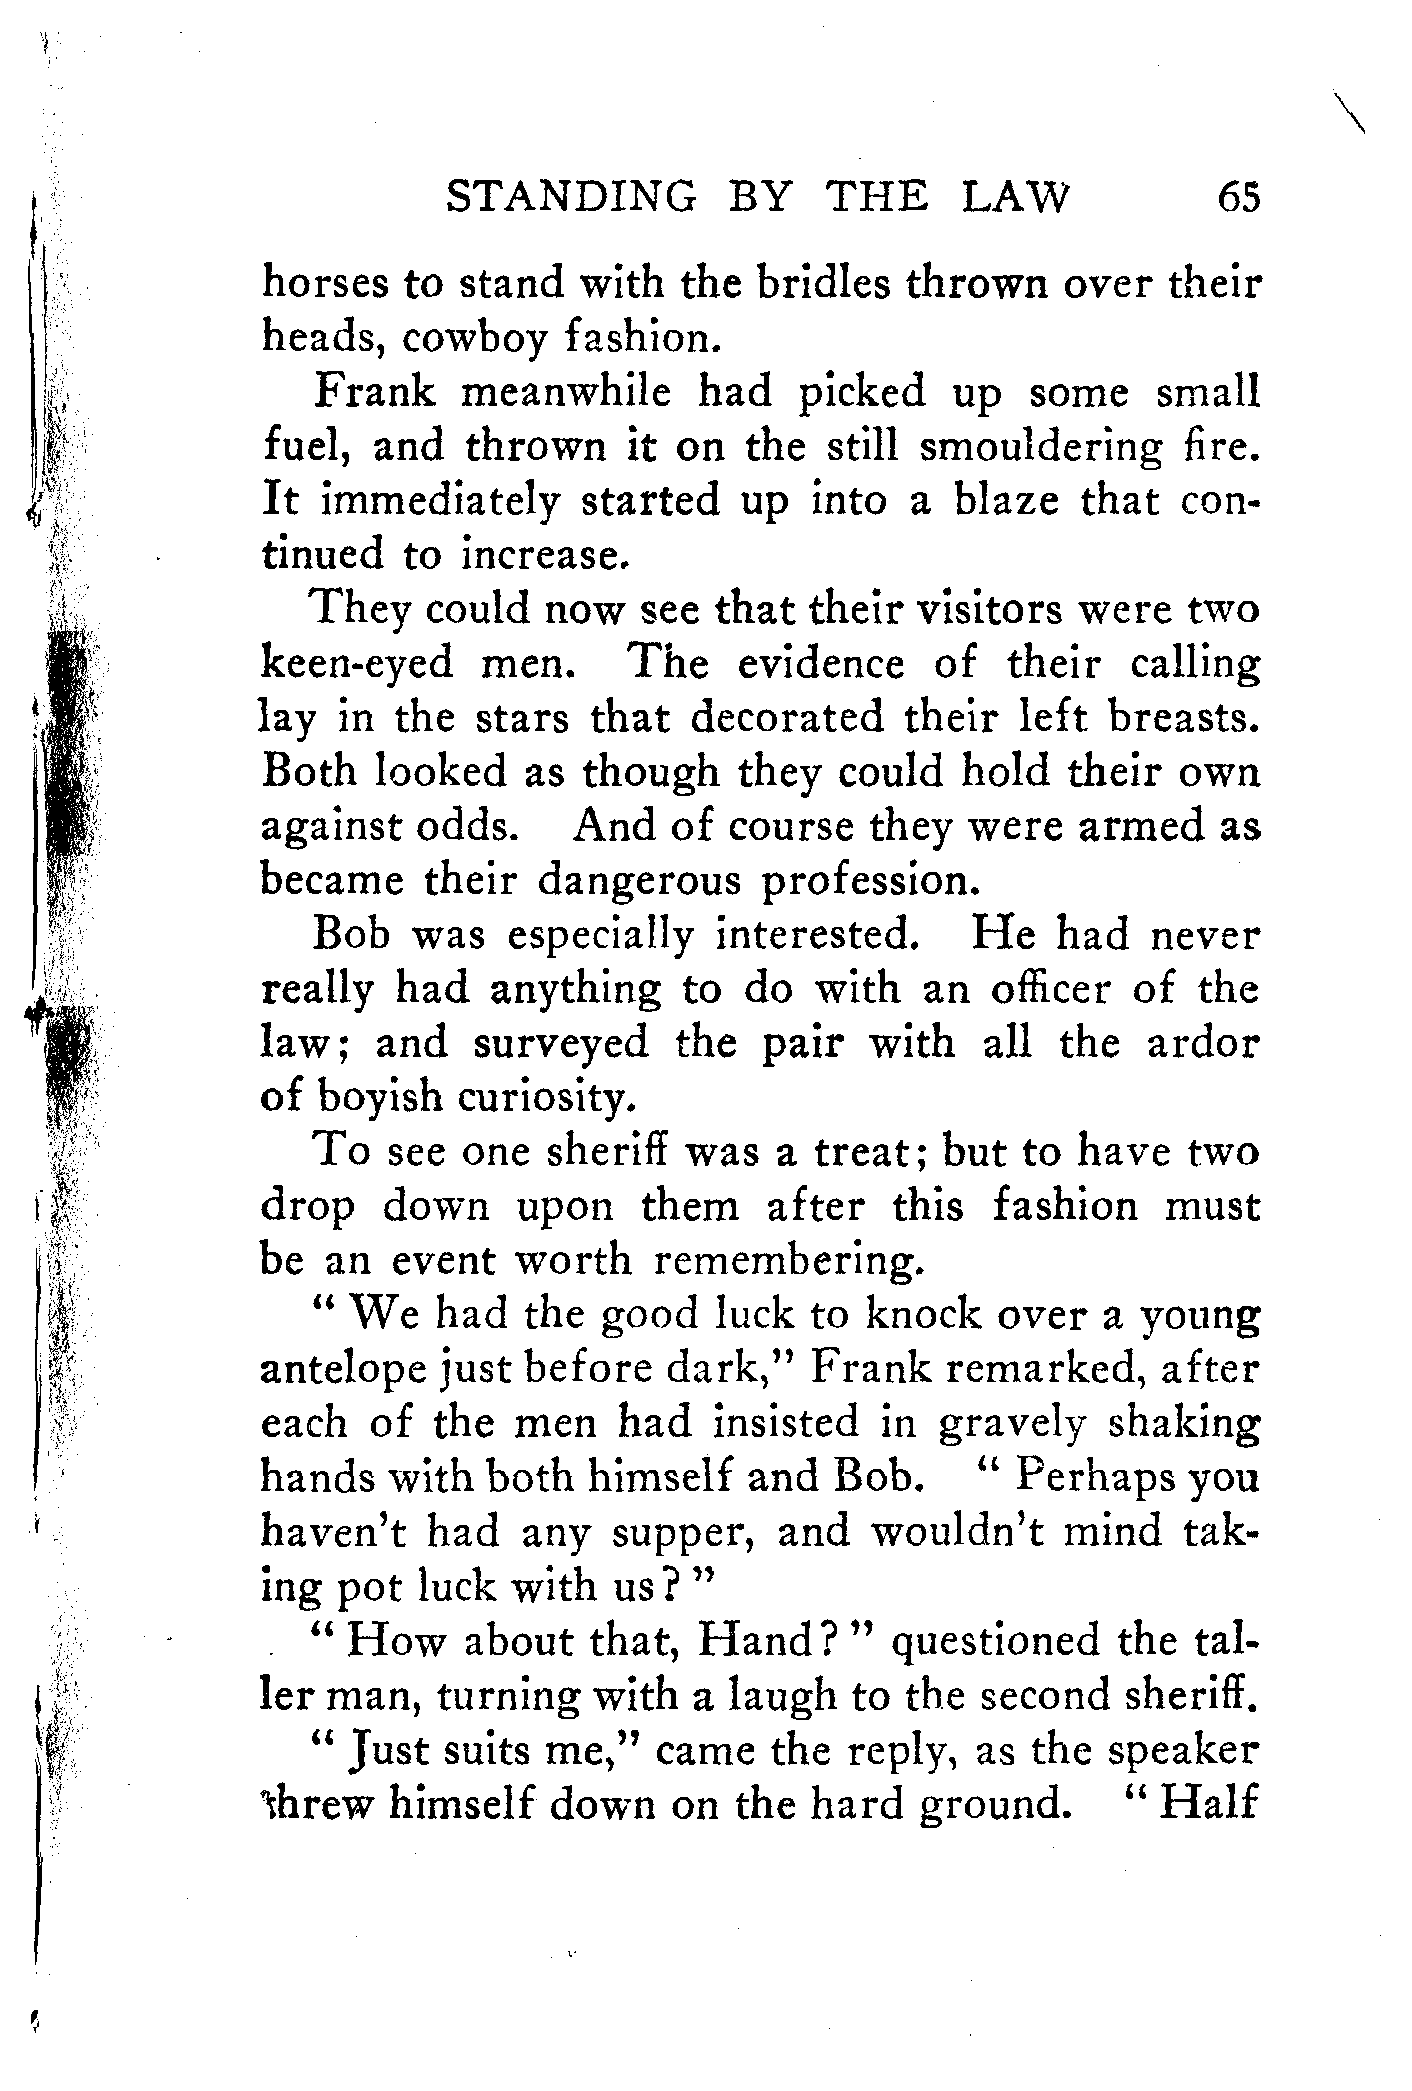 STANDING BY THE LAW 65
horses to stand with the bridles thrown over their
heads, cowboy fashion.
Frank meanwhile had picked up some small
fuel, and thrown it on the still smouldering fire.
It immediately started up into a blaze that con-
tinued to increase.
They could now see that their visitors were two
keen-eyed men. The evidence of their calling
lay in the stars that decorated their left breasts.
Both looked as though they could hold their own
against odds. And of course they were armed as
became their dangerous profession.
Bob was especially interested. He had never
really had anything to do with an officer of the
law; and surveyed the pair with all the ardor
of boyish curiosity.
To see one sheriff was a treat; but to have two
drop down upon them after this fashion must
be an event worth remembering.
“ We had the good luck to knock over a young
antelope just before dark,” Frank remarked, after
each of the men had insisted in gravely shaking
hands with both himself and Bob. “ Perhaps you
haven't had any supper, and wouldn't mind tak-
ing pot luck with us? ”
“ How about that, Hand? ” questioned the tal-
ler man, turning with a laugh to the second sheriff.
“ Just suits me,” came the reply, as the speaker
threw himself down on the hard ground. “ Half